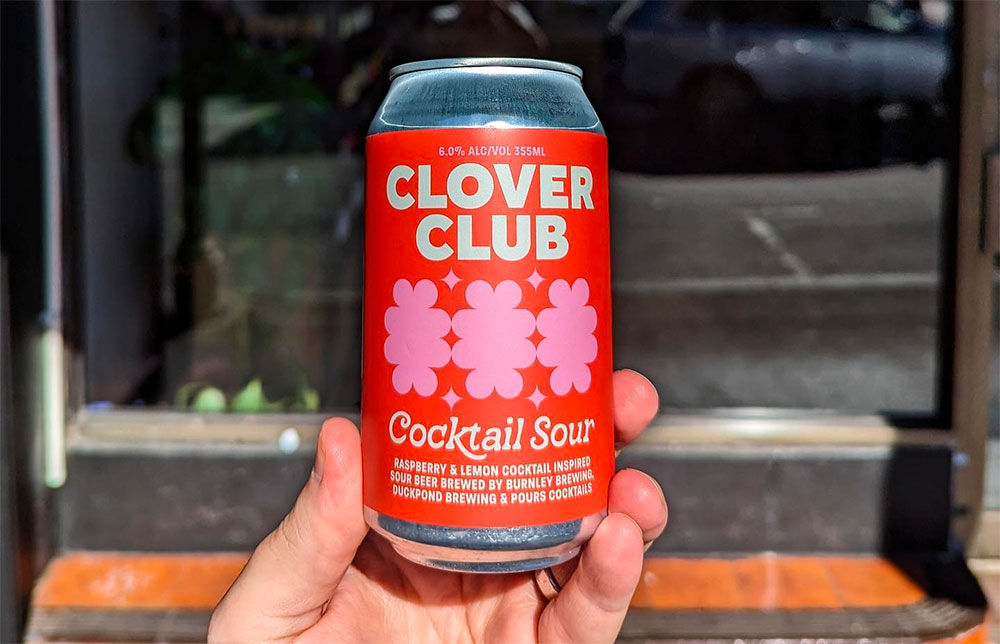 6.0% ALC/VOL 355ML
CLOVER
CLUB
Cocktail Sour
RASPBERRY & LEMON COCKTAIL INSPIRED
SOUR BEER BREWED BY BURNLEY BREWING,
DUCKPOND BREWING & POURS COCKTAILS